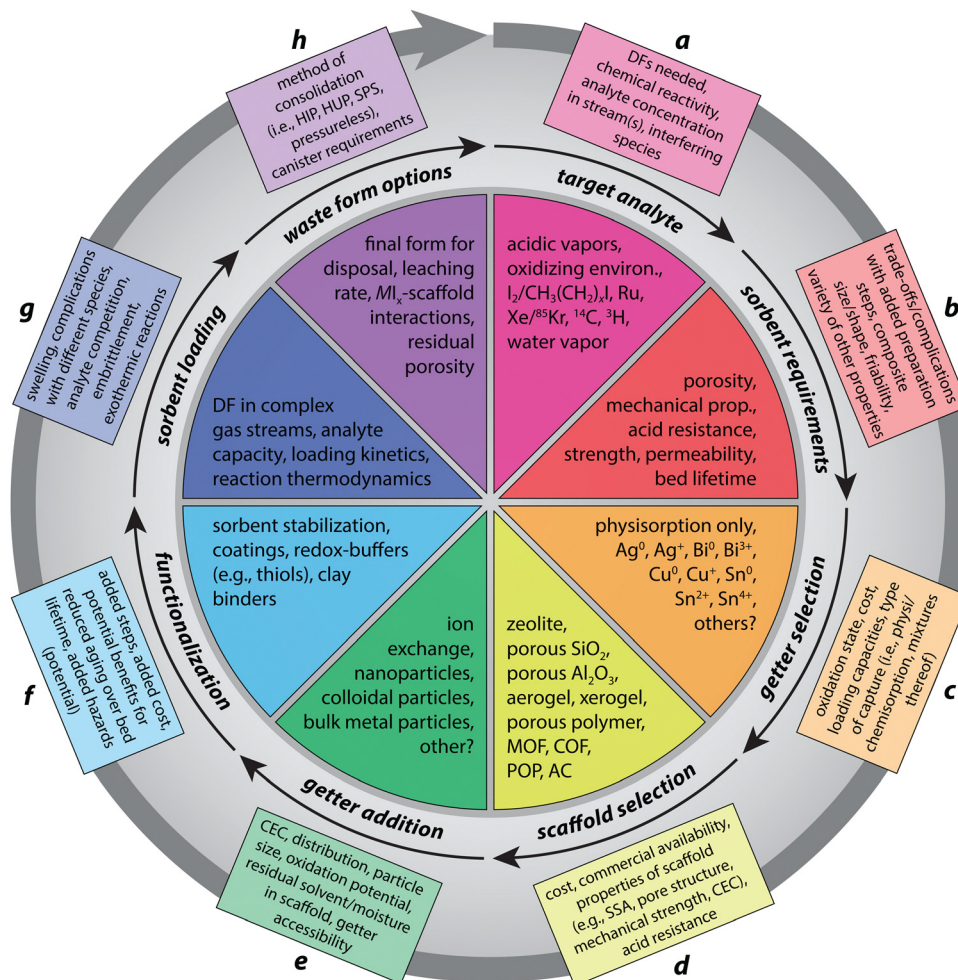 a
DFs needed,
chemical reactivity,
analyte concentration
in stream(s), interfering
species
target analyte
acidic vapors,
oxidizing environ.,
I₂/CH₃(CH₂)ₓI, Ru,
Xe/⁸⁵Kr, ¹⁴C, ³H,
water vapor
b
trade-offs/complications
with added preparation
steps, composite
size/shape, friability,
variety of other properties
sorbent requirements
porosity,
mechanical prop.,
acid resistance,
strength, permeability,
bed lifetime
c
oxidation state, cost,
loading capacities, type
of capture (i.e., physi/
chemisorption, mixtures
thereof)
getter selection
physisorption only,
Ag⁰, Ag⁺, Bi⁰, Bi³⁺,
Cu⁰, Cu⁺, Sn⁰,
Sn²⁺, Sn⁴⁺,
others?
d
cost, commercial availability,
properties of scaffold
(e.g., SSA, pore structure,
mechanical strength, CEC),
acid resistance
scaffold selection
zeolite,
porous SiO₂,
porous Al₂O₃,
aerogel, xerogel,
porous polymer,
MOF, COF,
POP, AC
e
CEC, distribution, particle
size, oxidation potential,
residual solvent/moisture
in scaffold, getter
accessibility
getter addition
ion
exchange,
nanoparticles,
colloidal particles,
bulk metal particles,
other?
f
added steps, added cost,
potential benefits for
reduced aging over bed
lifetime, added hazards
(potential)
functionalization
sorbent stabilization,
coatings, redox-buffers
(e.g., thiols), clay
binders
g
swelling, complications
with different species,
analyte competition,
embrittlement,
exothermic reactions
sorbent loading
DF in complex
gas streams, analyte
capacity, loading kinetics,
reaction thermodynamics
h
method of
consolidation
(i.e., HIP, HUP, SPS,
pressureless),
canister requirements
waste form options
final form for
disposal, leaching
rate, MIₓ-scaffold
interactions,
residual
porosity